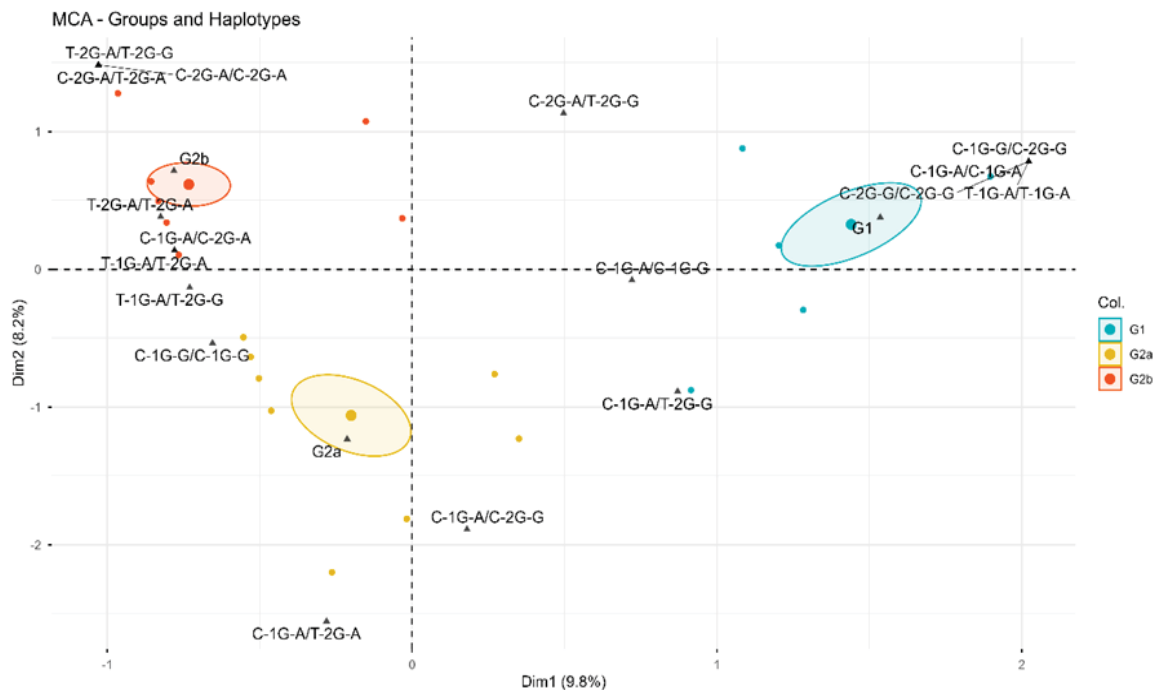 MCA - Groups and Haplotypes
T-2G-A/T-2G-G
C-2G-A/T-2G-A
C-2G-A/C-2G-A
C-2G-A/T-2G-G
C-1G-G/C-2G-G
C-1G-A/C-1G-A
C-2G-G/C-2G-G
T-1G-A/T-1G-A
G2b
T-2G-A/T-2G-A
G1
C-1G-A/C-2G-A
T-1G-A/T-2G-A
C-1G-A/C-1G-G
T-1G-A/T-2G-G
C-1G-G/C-1G-G
C-1G-A/T-2G-G
G2a
C-1G-A/C-2G-G
C-1G-A/T-2G-A
1
0
-1
-2
Dim2 (8.2%)
-1
0
1
2
Dim1 (9.8%)
Col.
G1
G2a
G2b